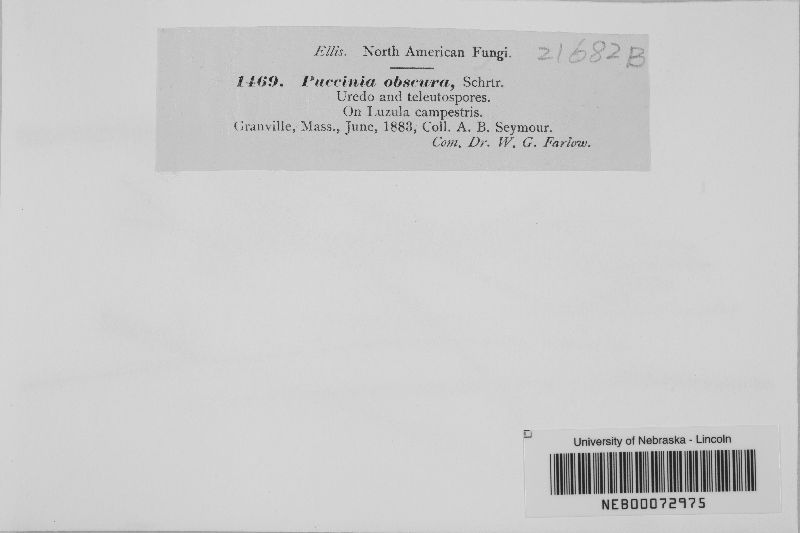 Ellis. North American Fungi. 21682B
1469. Puccinia obscura, Schrtr.
Uredo and teleutospores.
On Luzula campestris.
Granville, Mass., June, 1883, Coll. A. B. Seymour.
Com. Dr. W. G. Farlow.
University of Nebraska - Lincoln
NEB00072975